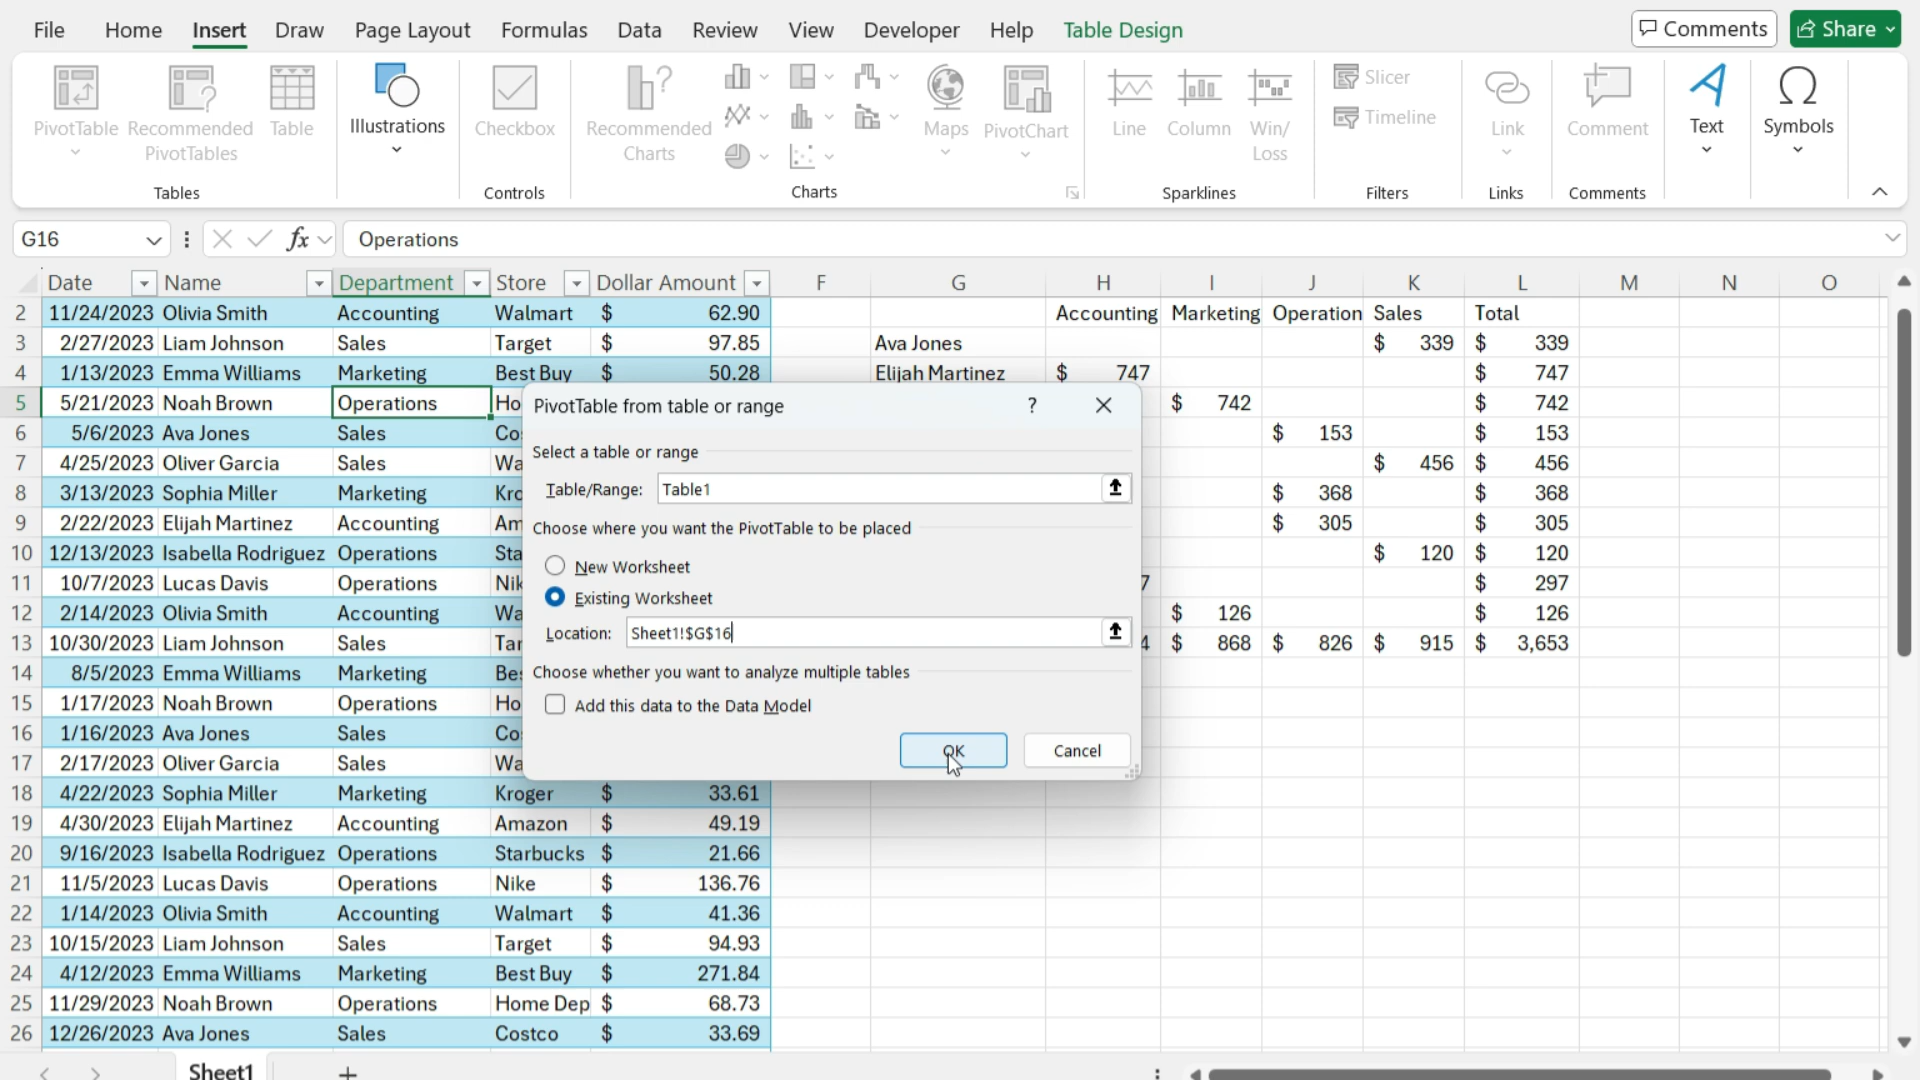 File Home Insert Draw Page Layout Formulas Data Review View Developer Help Table Design Comments Share
PivotTable Recommended PivotTables Table Illustrations Checkbox Recommended Charts Maps PivotChart Line Column Win/Loss Slicer Timeline Link Comment Text Symbols
Tables Controls Charts Sparklines Filters Links Comments
G16 fx Operations
Date Name Department Store Dollar Amount F G H I J K L M N O
2 11/24/2023 Olivia Smith Accounting Walmart $ 62.90 Accounting Marketing Operation Sales Total
3 2/27/2023 Liam Johnson Sales Target $ 97.85 Ava Jones $ 339 $ 339
4 1/13/2023 Emma Williams Marketing Best Buy $ 50.28 Elijah Martinez $ 747 $ 747
5 5/21/2023 Noah Brown Operations Ho $ 742 $ 742
6 5/6/2023 Ava Jones Sales Co $ 153 $ 153
7 4/25/2023 Oliver Garcia Sales Wa $ 456 $ 456
8 3/13/2023 Sophia Miller Marketing Kro $ 368 $ 368
9 2/22/2023 Elijah Martinez Accounting Am $ 305 $ 305
10 12/13/2023 Isabella Rodriguez Operations Sta $ 120 $ 120
11 10/7/2023 Lucas Davis Operations Nik 7 $ 297
12 2/14/2023 Olivia Smith Accounting Wa $ 126 $ 126
13 10/30/2023 Liam Johnson Sales Tar 4 $ 868 $ 826 $ 915 $ 3,653
14 8/5/2023 Emma Williams Marketing Bes
15 1/17/2023 Noah Brown Operations Ho
16 1/16/2023 Ava Jones Sales Co
17 2/17/2023 Oliver Garcia Sales Wa
18 4/22/2023 Sophia Miller Marketing Kroger $ 33.61
19 4/30/2023 Elijah Martinez Accounting Amazon $ 49.19
20 9/16/2023 Isabella Rodriguez Operations Starbucks $ 21.66
21 11/5/2023 Lucas Davis Operations Nike $ 136.76
22 1/14/2023 Olivia Smith Accounting Walmart $ 41.36
23 10/15/2023 Liam Johnson Sales Target $ 94.93
24 4/12/2023 Emma Williams Marketing Best Buy $ 271.84
25 11/29/2023 Noah Brown Operations Home Dep $ 68.73
26 12/26/2023 Ava Jones Sales Costco $ 33.69
PivotTable from table or range ?
Select a table or range
Table/Range: Table1
Choose where you want the PivotTable to be placed
New Worksheet
Existing Worksheet
Location: Sheet1!$G$16
Choose whether you want to analyze multiple tables
Add this data to the Data Model
OK Cancel
Sheet1